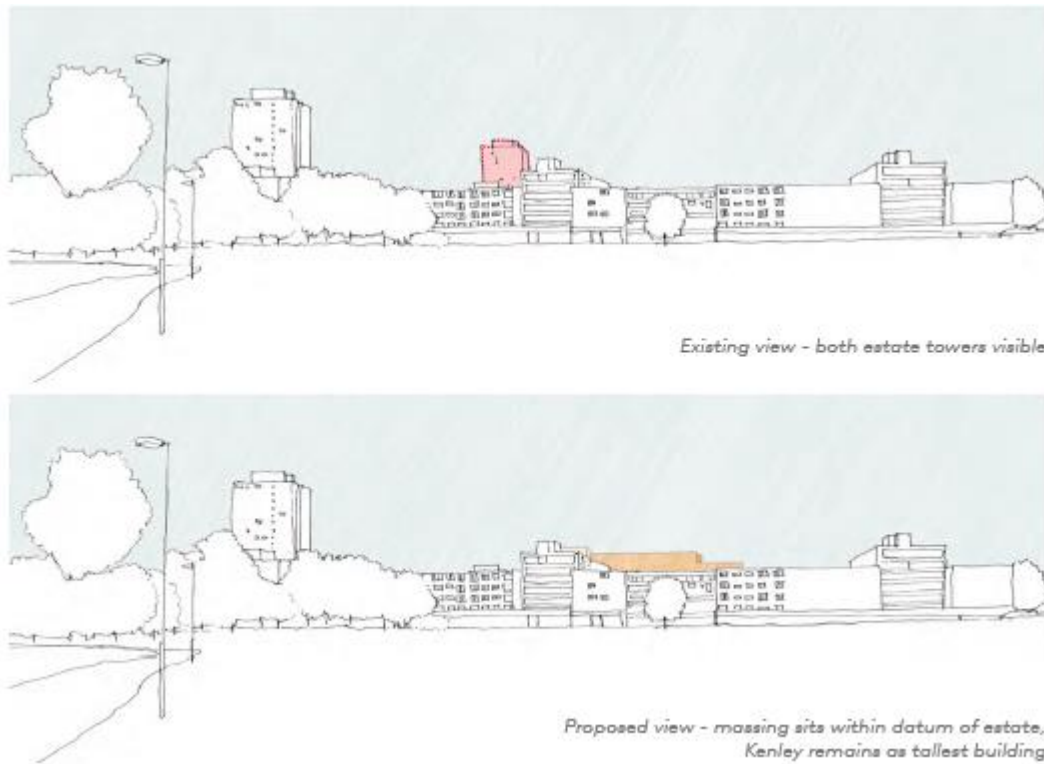 Existing view - both estate towers visible
Proposed view - massing sits within datum of estate,
Kenley remains as tallest building